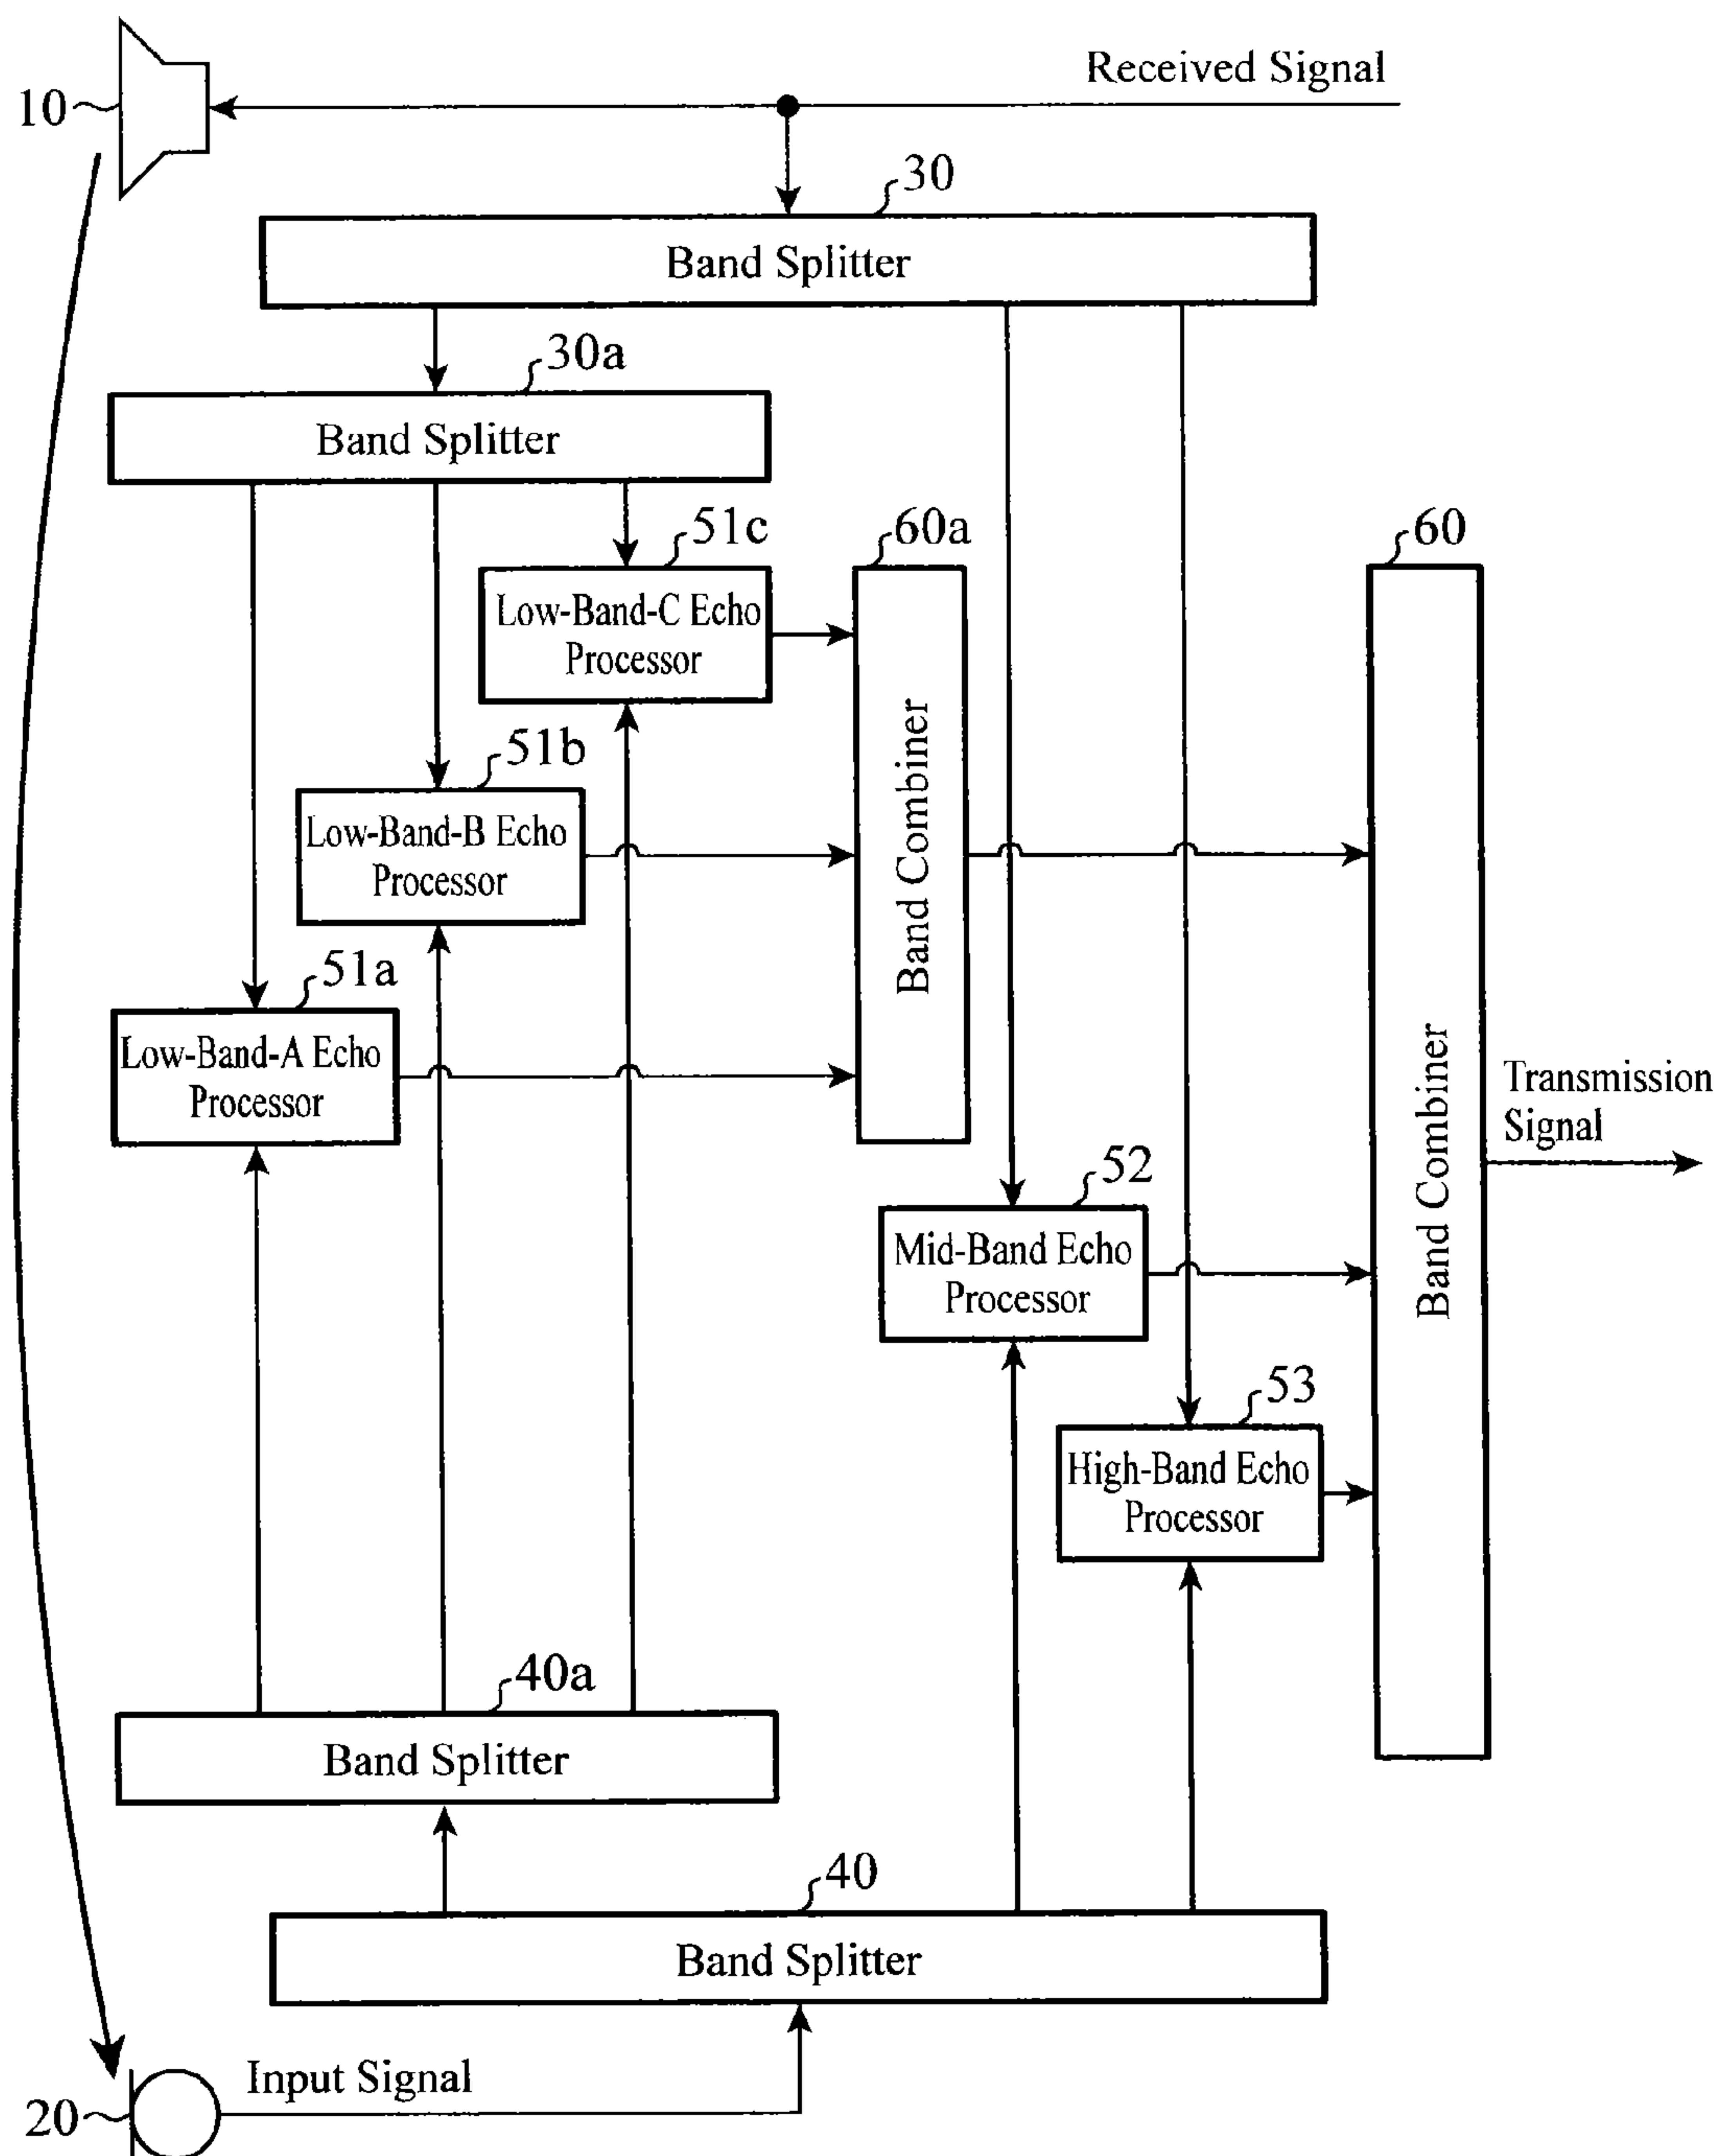 Received Signal
10
30
Band Splitter
30a
Band Splitter
51c
60a
60
Low-Band-C Echo
Processor
51b
Low-Band-B Echo
Processor
Band Combiner
51a
Low-Band-A Echo
Processor
Band Combiner
Transmission
Signal
52
Mid-Band Echo
Processor
53
High-Band Echo
Processor
40a
Band Splitter
40
Band Splitter
Input Signal
20